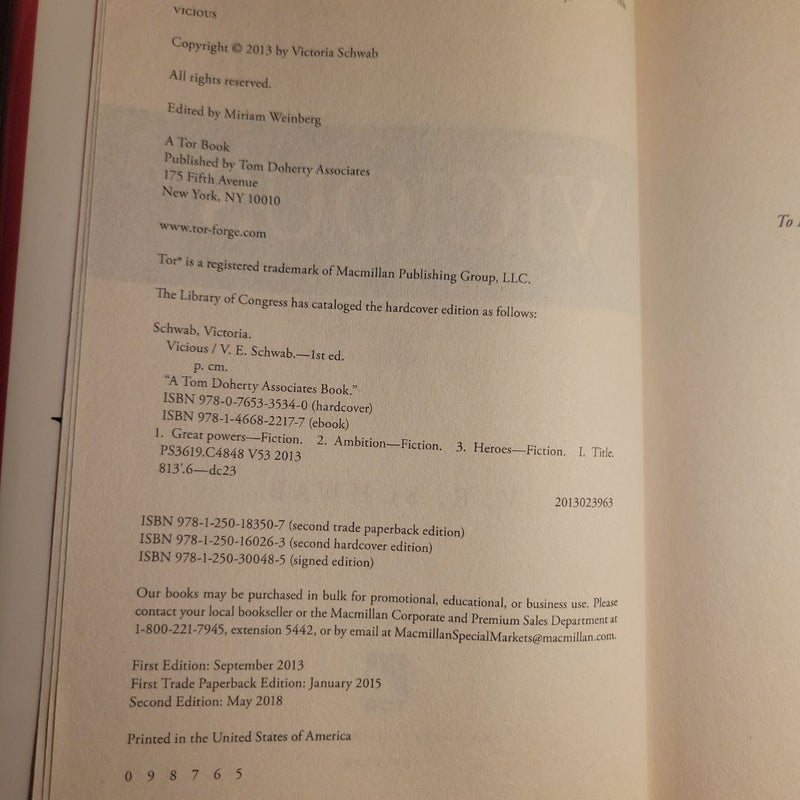 VICIOUS
Copyright © 2013 by Victoria Schwab
All rights reserved.
Edited by Miriam Weinberg
A Tor Book
Published by Tom Doherty Associates
175 Fifth Avenue
New York, NY 10010
www.tor-forge.com
Tor® is a registered trademark of Macmillan Publishing Group, LLC.
The Library of Congress has cataloged the hardcover edition as follows:
Schwab, Victoria.
Vicious / V. E. Schwab.—1st ed.
p. cm.
“A Tom Doherty Associates Book.”
ISBN 978-0-7653-3534-0 (hardcover)
ISBN 978-1-4668-2217-7 (ebook)
1. Great powers—Fiction. 2. Ambition—Fiction. 3. Heroes—Fiction. I. Title.
PS3619.C4848 V53 2013
813'.6—dc23
2013023963
ISBN 978-1-250-18350-7 (second trade paperback edition)
ISBN 978-1-250-16026-3 (second hardcover edition)
ISBN 978-1-250-30048-5 (signed edition)
Our books may be purchased in bulk for promotional, educational, or business use. Please
contact your local bookseller or the Macmillan Corporate and Premium Sales Department at
1-800-221-7945, extension 5442, or by email at MacmillanSpecialMarkets@macmillan.com.
First Edition: September 2013
First Trade Paperback Edition: January 2015
Second Edition: May 2018
Printed in the United States of America
0 9 8 7 6 5
To